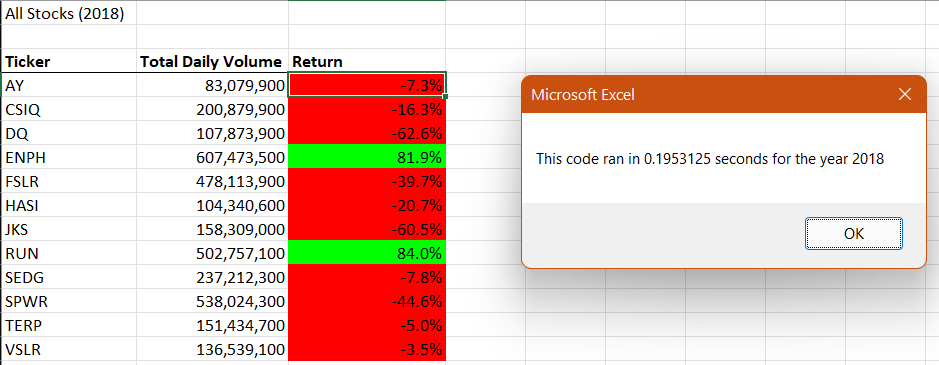 All Stocks (2018)
Ticker Total Daily Volume Return
AY 83,079,900 -7.3%
CSIQ 200,879,900 -16.3%
DQ 107,873,900 -62.6%
ENPH 607,473,500 81.9%
FSLR 478,113,900 -39.7%
HASI 104,340,600 -20.7%
JKS 158,309,000 -60.5%
RUN 502,757,100 84.0%
SEDG 237,212,300 -7.8%
SPWR 538,024,300 -44.6%
TERP 151,434,700 -5.0%
VSLR 136,539,100 -3.5%
Microsoft Excel
This code ran in 0.1953125 seconds for the year 2018
OK